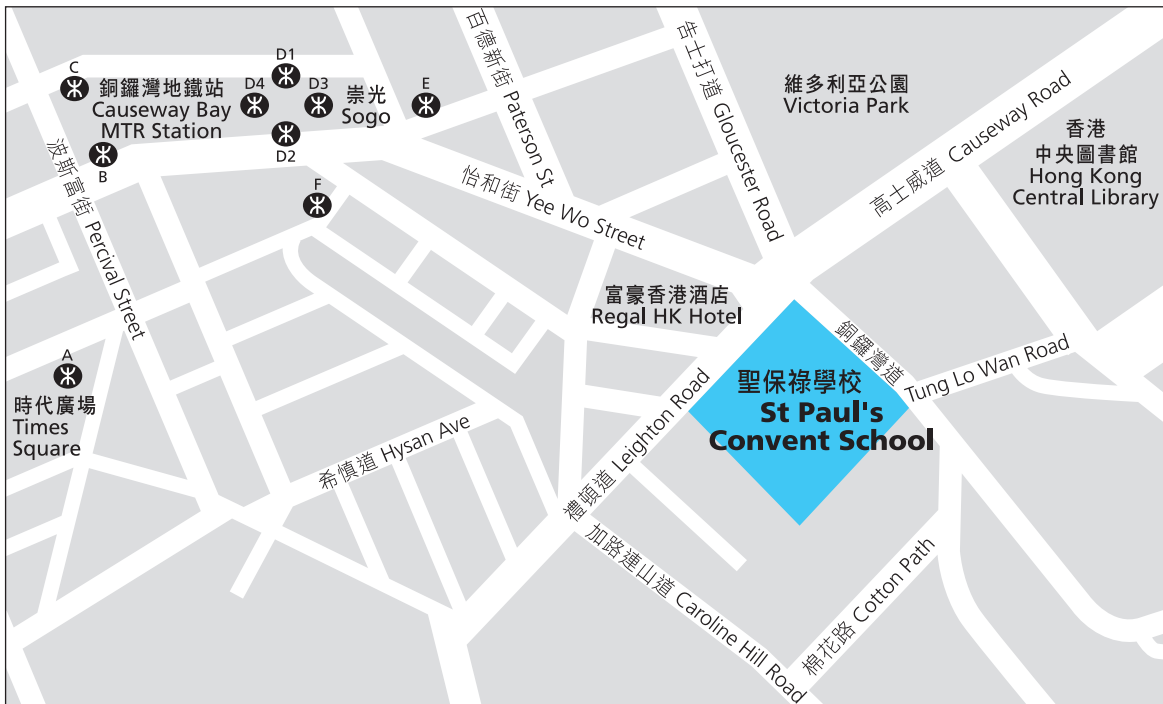 C
D1
D4
D3
E
D2
B
F
A
銅鑼灣地鐵站
Causeway Bay
MTR Station
崇光
Sogo
百德新街 Paterson St
告士打道 Gloucester Road
維多利亞公園
Victoria Park
高士威道 Causeway Road
香港
中央圖書館
Hong Kong
Central Library
波斯富街 Percival Street
怡和街 Yee Wo Street
富豪香港酒店
Regal HK Hotel
銅鑼灣道
Tung Lo Wan Road
時代廣場
Times
Square
希慎道 Hysan Ave
禮頓道 Leighton Road
聖保祿學校
St Paul's
Convent School
加路連山道 Caroline Hill Road
棉花路 Cotton Path